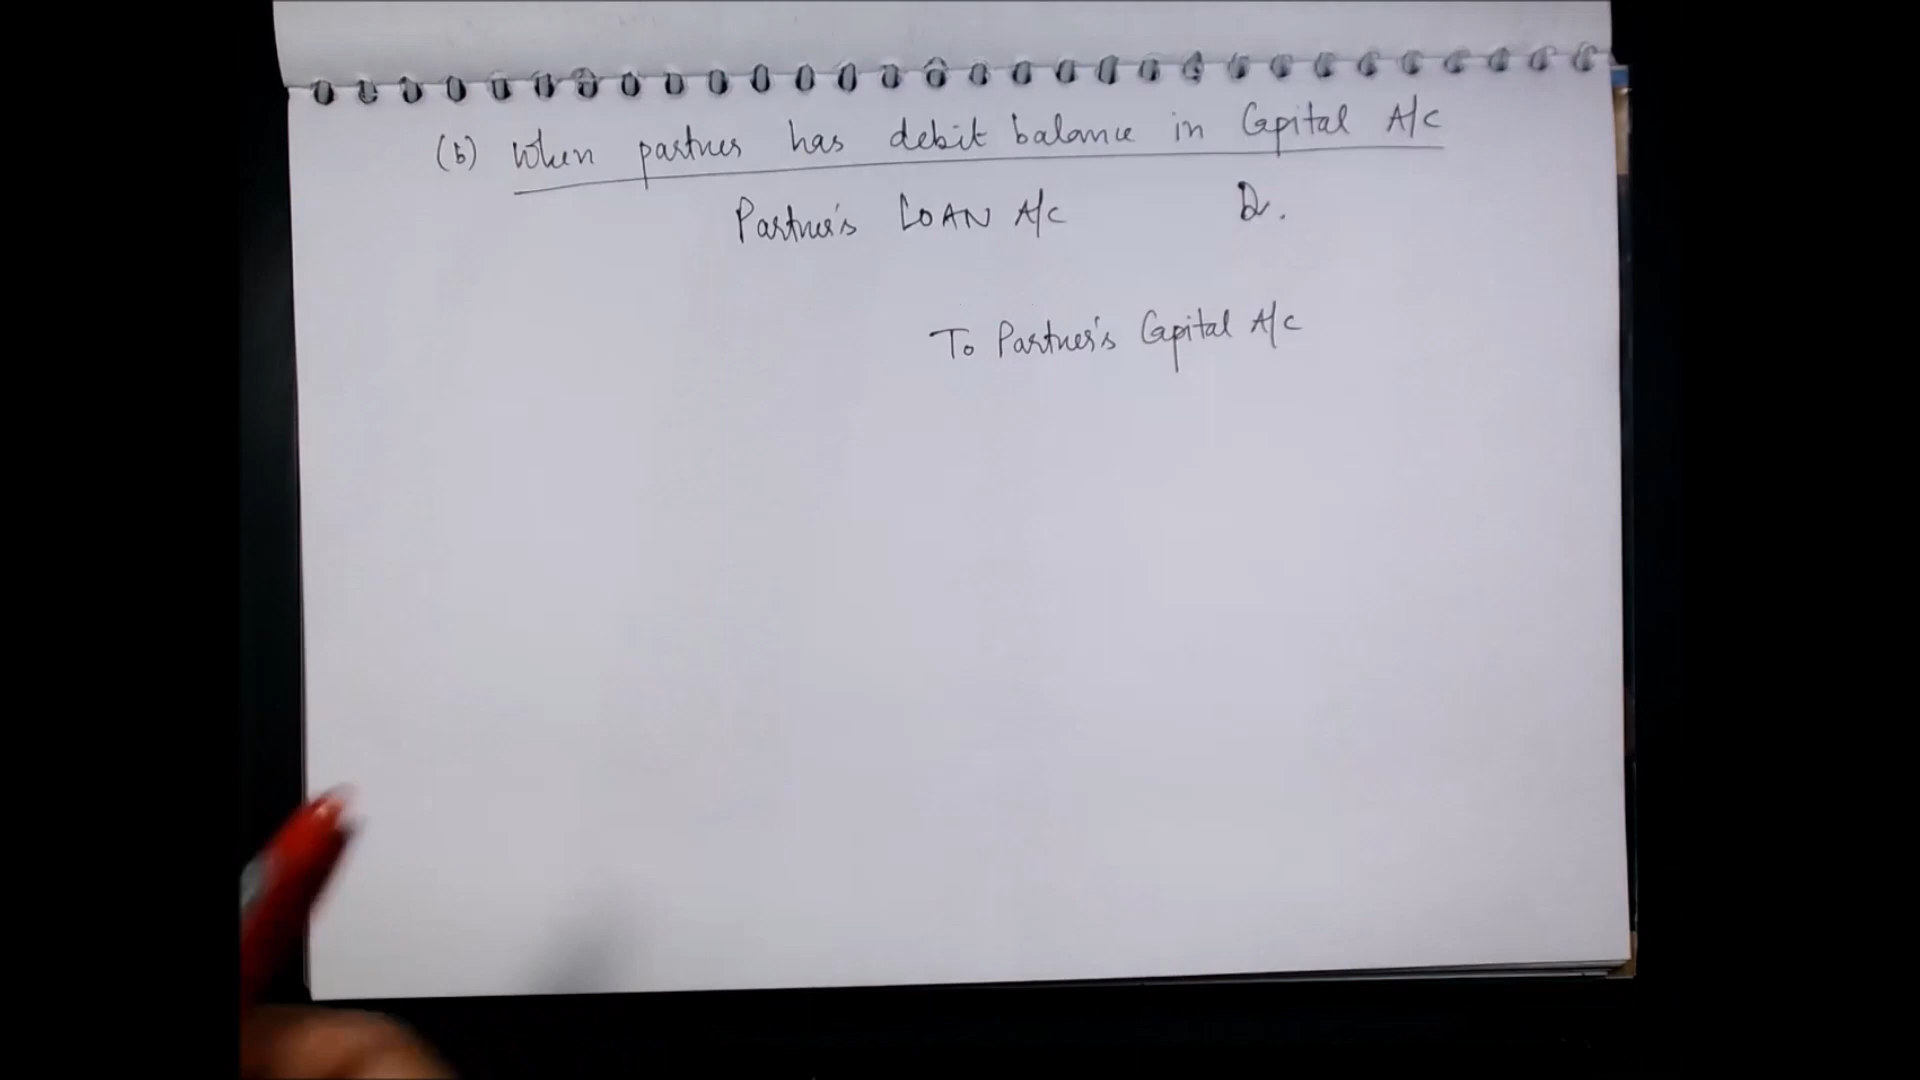 (b) When partner has debit balance in Capital A/c
Partner's LOAN A/c Dr.
To Partner's Capital A/c